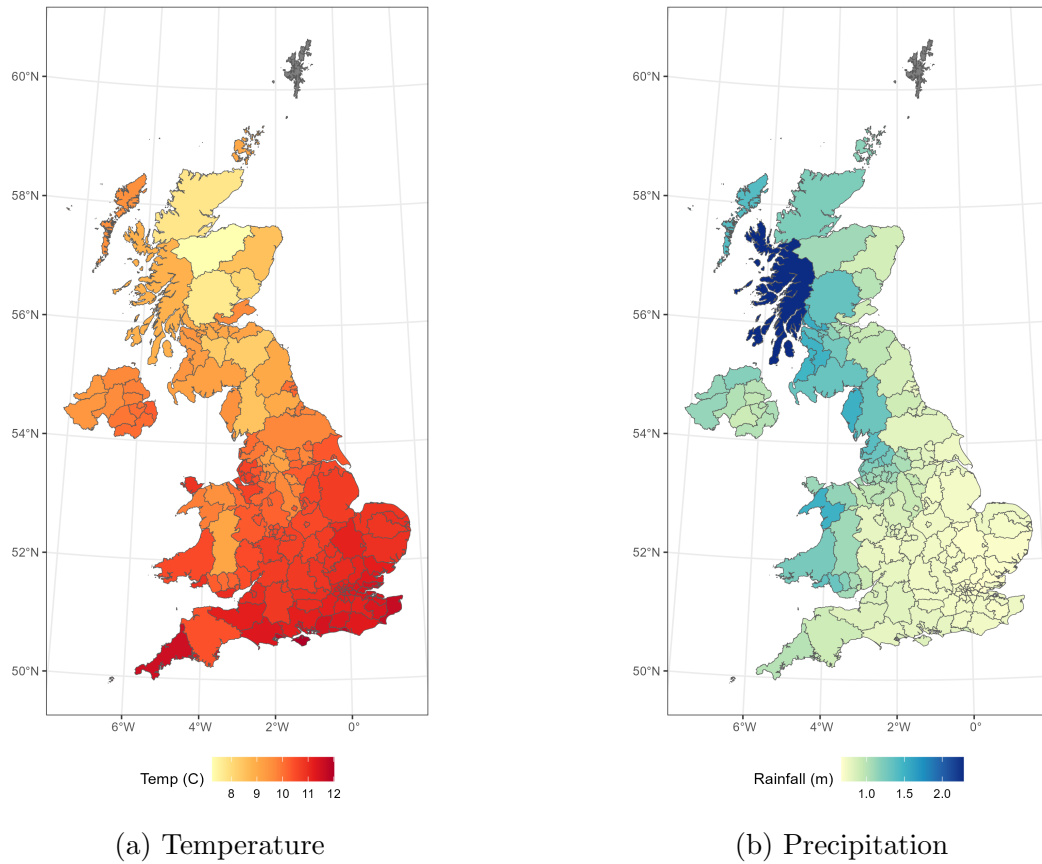 60°N
58°N
56°N
54°N
52°N
50°N
6°W 4°W 2°W 0°
Temp (C)
8 9 10 11 12
(a) Temperature
60°N
58°N
56°N
54°N
52°N
50°N
6°W 4°W 2°W 0°
Rainfall (m)
1.0 1.5 2.0
(b) Precipitation